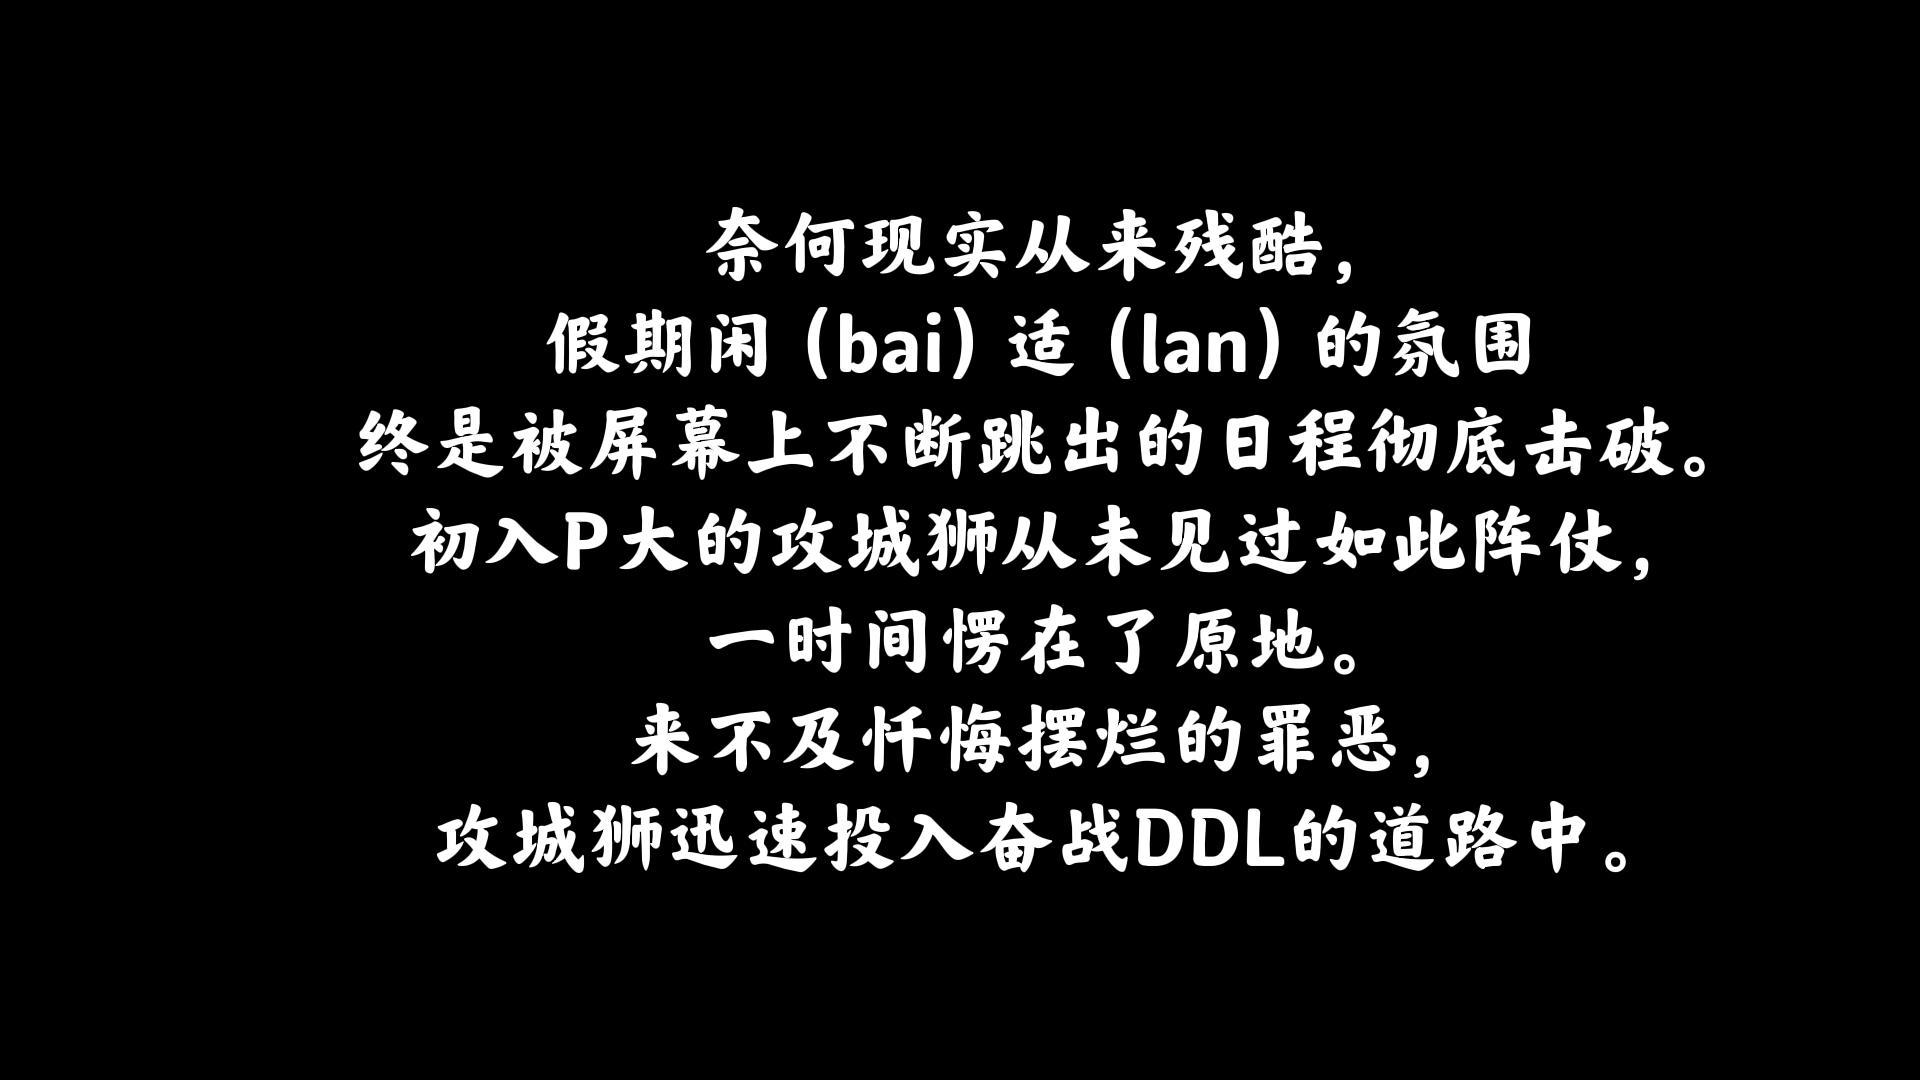 奈何现实从来残酷，
假期闲（bai）适（lan）的氛围
终是被屏幕上不断跳出的日程彻底击破。
初入P大的攻城狮从未见过如此阵仗，
一时间愣在了原地。
来不及忏悔摆烂的罪恶，
攻城狮迅速投入奋战DDL的道路中。